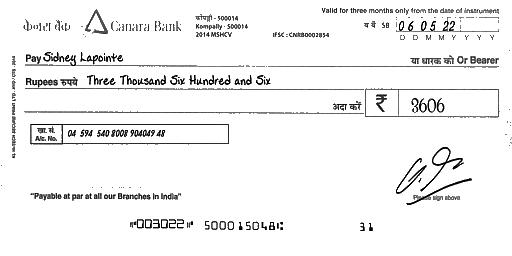 केनरा बैंक Canara Bank
कोंपल्ली - 500014
Kompally - 500014
2014 MSHCV
IFSC : CNRB0002854
Valid for three months only from the date of instrument
SB 06 05 22
D D M M Y Y Y Y
Pay Sidney Lapointe या धारक को Or Bearer
Rupees रुपये Three Thousand Six Hundred and Six
अदा करें ₹ 3606
खा. सं.
A/c. No. 04 594 540 8008 904049 48
Please sign above
"Payable at par at all our Branches in India"
⑈003022⑈ 500015048⑆ 31